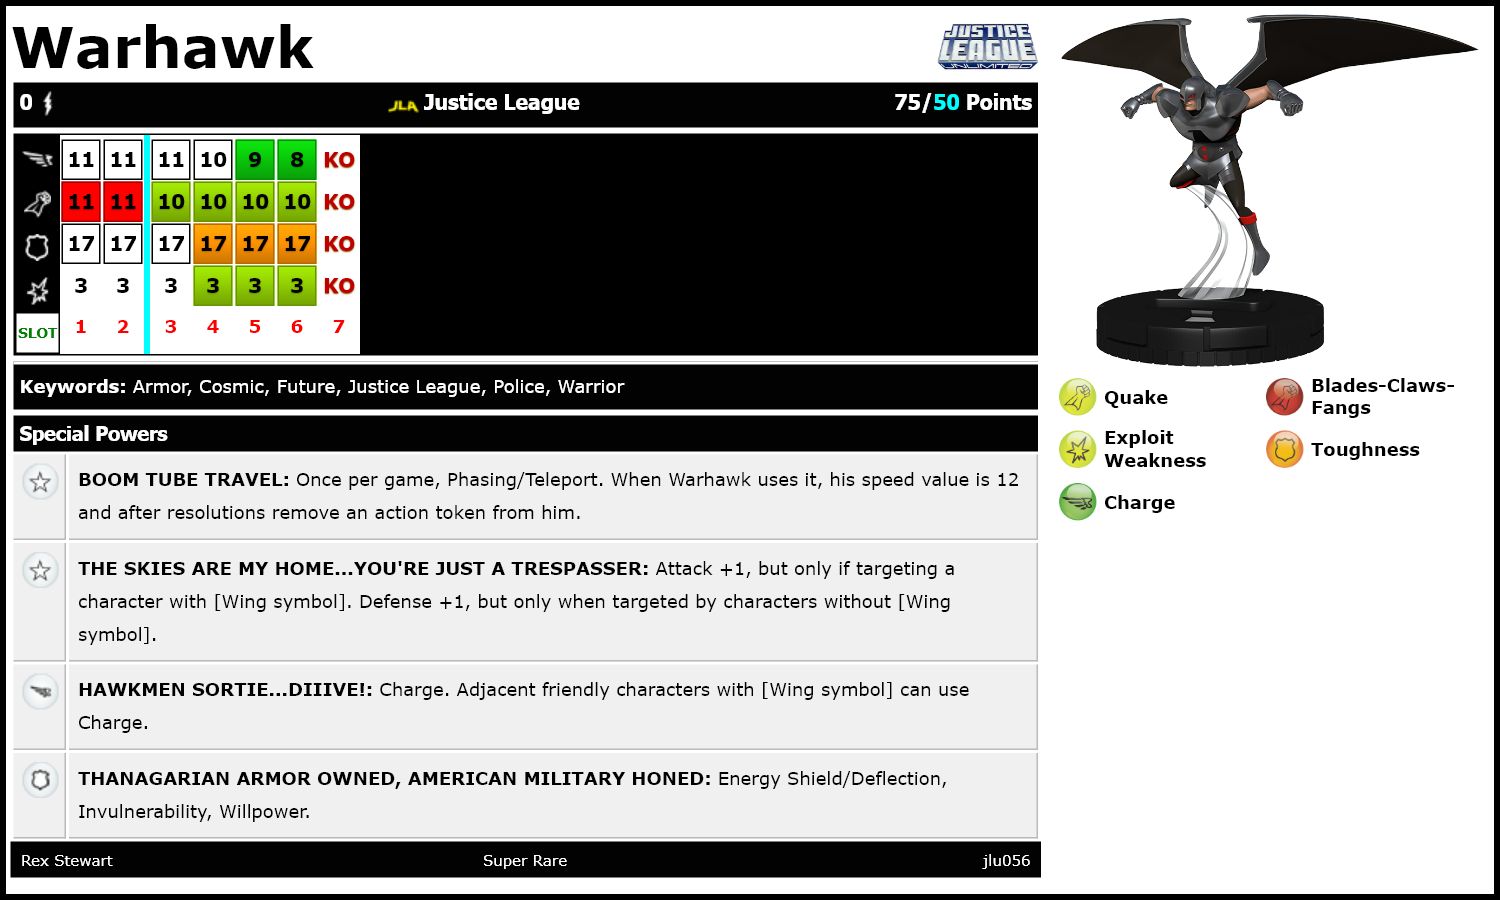 Warhawk
JUSTICE
LEAGUE
UNLIMITED
0 JLA Justice League 75/50 Points
11 11 11 10 9 8 KO
11 11 10 10 10 10 KO
17 17 17 17 17 17 KO
3 3 3 3 3 3 KO
SLOT 1 2 3 4 5 6 7
Keywords: Armor, Cosmic, Future, Justice League, Police, Warrior
Special Powers
BOOM TUBE TRAVEL: Once per game, Phasing/Teleport. When Warhawk uses it, his speed value is 12
and after resolutions remove an action token from him.
THE SKIES ARE MY HOME...YOU'RE JUST A TRESPASSER: Attack +1, but only if targeting a
character with [Wing symbol]. Defense +1, but only when targeted by characters without [Wing
symbol].
HAWKMEN SORTIE...DIIIVE!: Charge. Adjacent friendly characters with [Wing symbol] can use
Charge.
THANAGARIAN ARMOR OWNED, AMERICAN MILITARY HONED: Energy Shield/Deflection,
Invulnerability, Willpower.
Rex Stewart Super Rare jlu056
Quake
Blades-Claws-
Fangs
Exploit
Weakness
Toughness
Charge